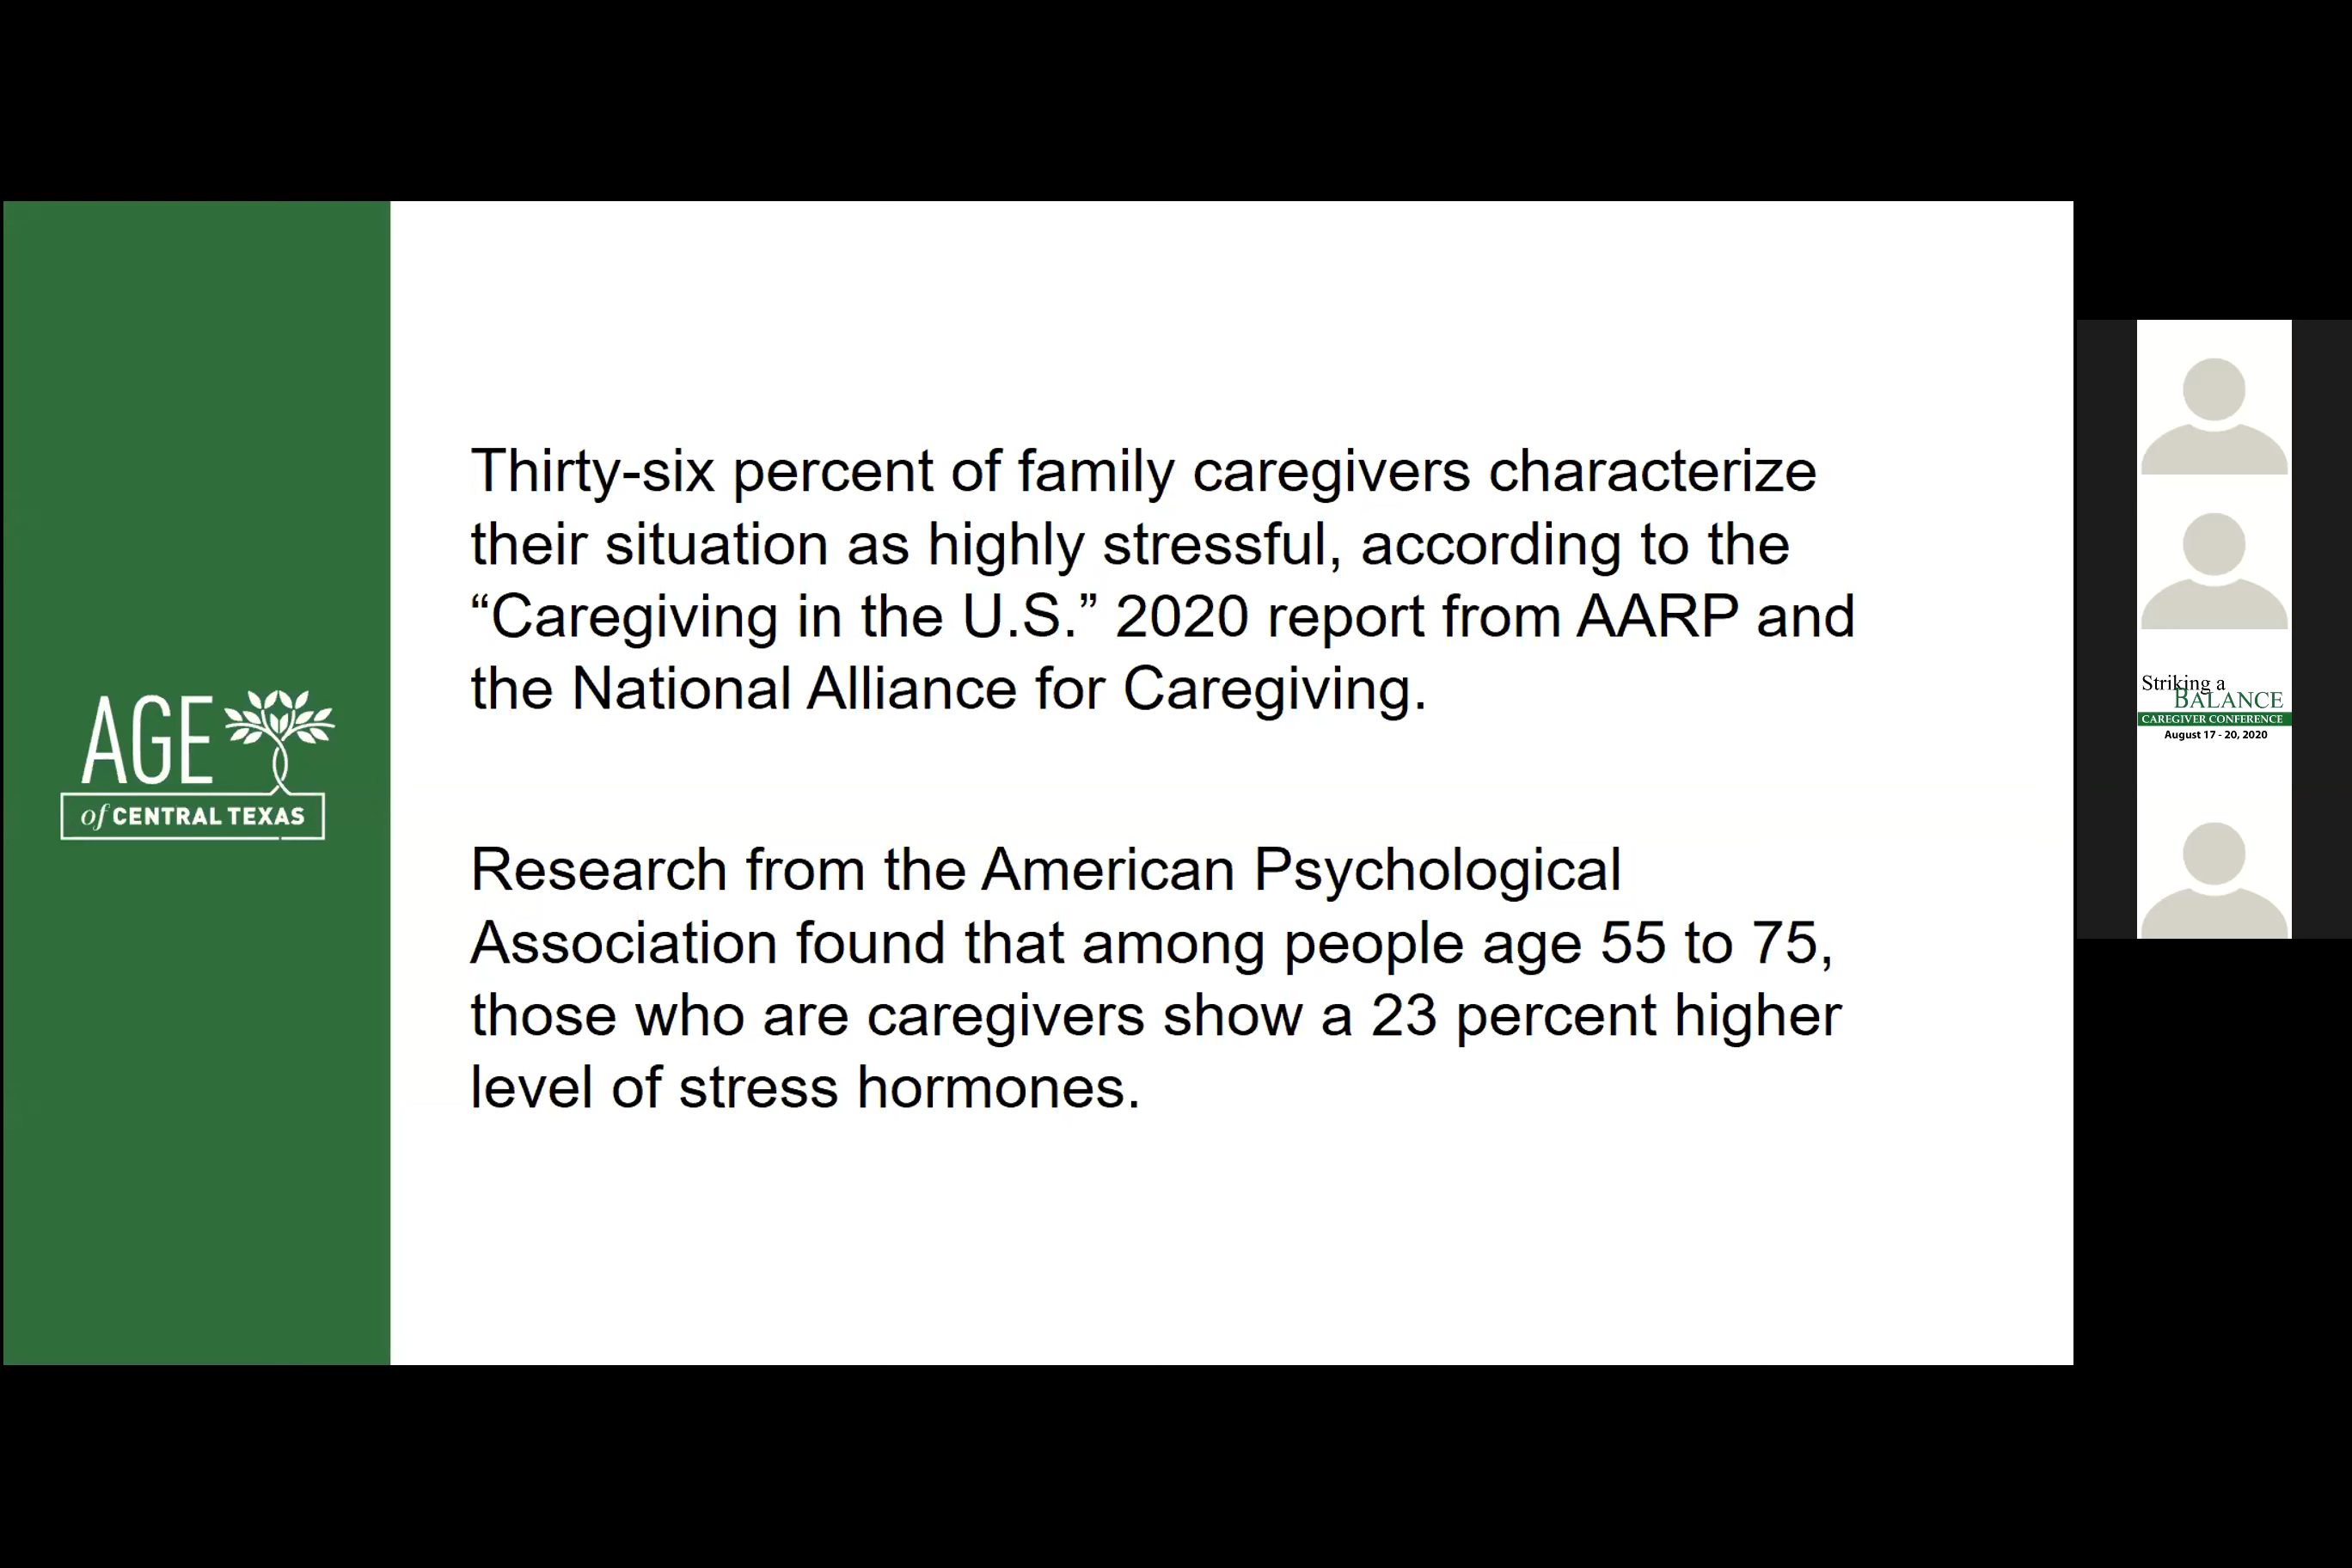 Thirty-six percent of family caregivers characterize
their situation as highly stressful, according to the
“Caregiving in the U.S.” 2020 report from AARP and
the National Alliance for Caregiving.
Research from the American Psychological
Association found that among people age 55 to 75,
those who are caregivers show a 23 percent higher
level of stress hormones.
AGE
of CENTRAL TEXAS
Striking a
BALANCE
CAREGIVER CONFERENCE
August 17 - 20, 2020